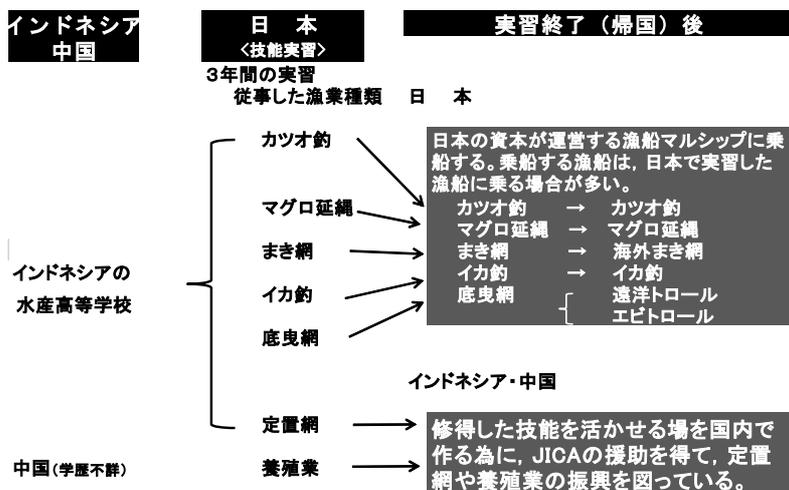 インドネシア
中国
日 本
<技能実習>
実習終了(帰国)後
3年間の実習
従事した漁業種類 日 本
カツオ釣
マグロ延縄
まき網
イカ釣
底曳網
定置網
養殖業
インドネシアの
水産高等学校
中国(学歴不詳)
日本の資本が運営する漁船マルシップに乗
船する。乗船する漁船は,日本で実習した
漁船に乗る場合が多い。
カツオ釣 → カツオ釣
マグロ延縄 → マグロ延縄
まき網 → 海外まき網
イカ釣 → イカ釣
底曳網 遠洋トロール
エビトロール
インドネシア・中国
修得した技能を活かせる場を国内で
作る為に,JICAの援助を得て,定置
網や養殖業の振興を図っている。